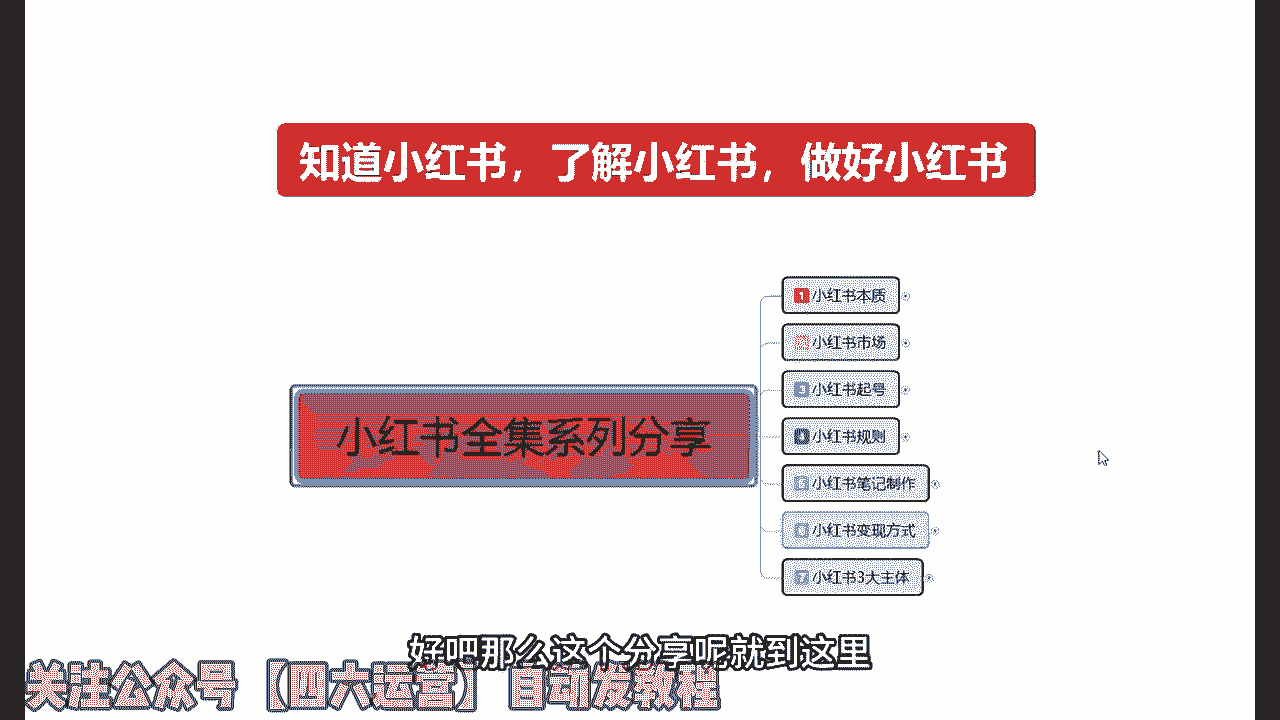 知道小红书，了解小红书，做好小红书
1 小红书本质
小红书市场
3 小红书起号
4 小红书规则
小红书全集系列分享
5 小红书笔记制作
6 小红书变现方式
7 小红书3大主体
好吧那么这个分享呢就到这里
关注公众号【四六运营】自动发教程